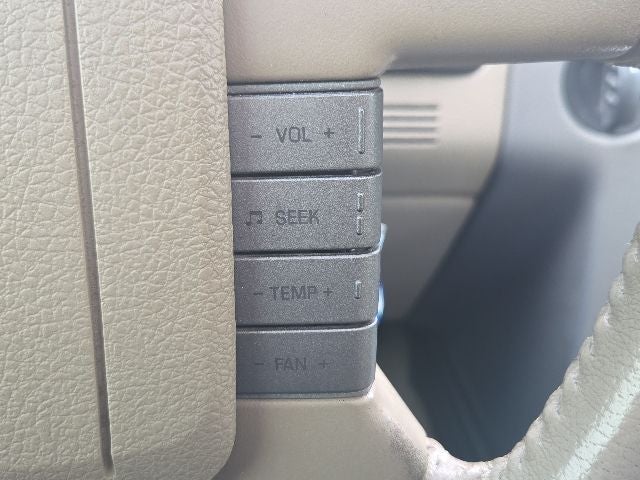 - VOL +
♫ SEEK
- TEMP +
- FAN +